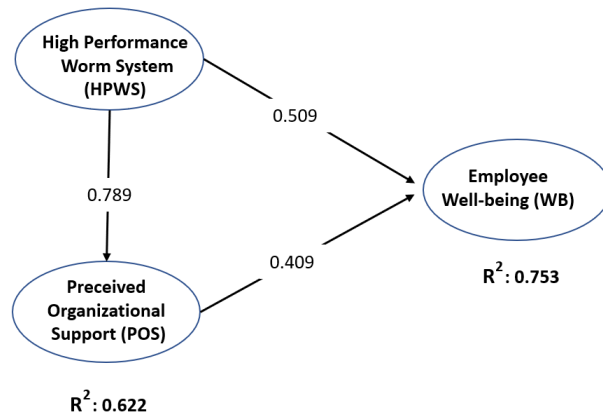 High Performance
Worm System
(HPWS)
0.509
0.789
Employee
Well-being (WB)
0.409
R²: 0.753
Preceived
Organizational
Support (POS)
R²: 0.622